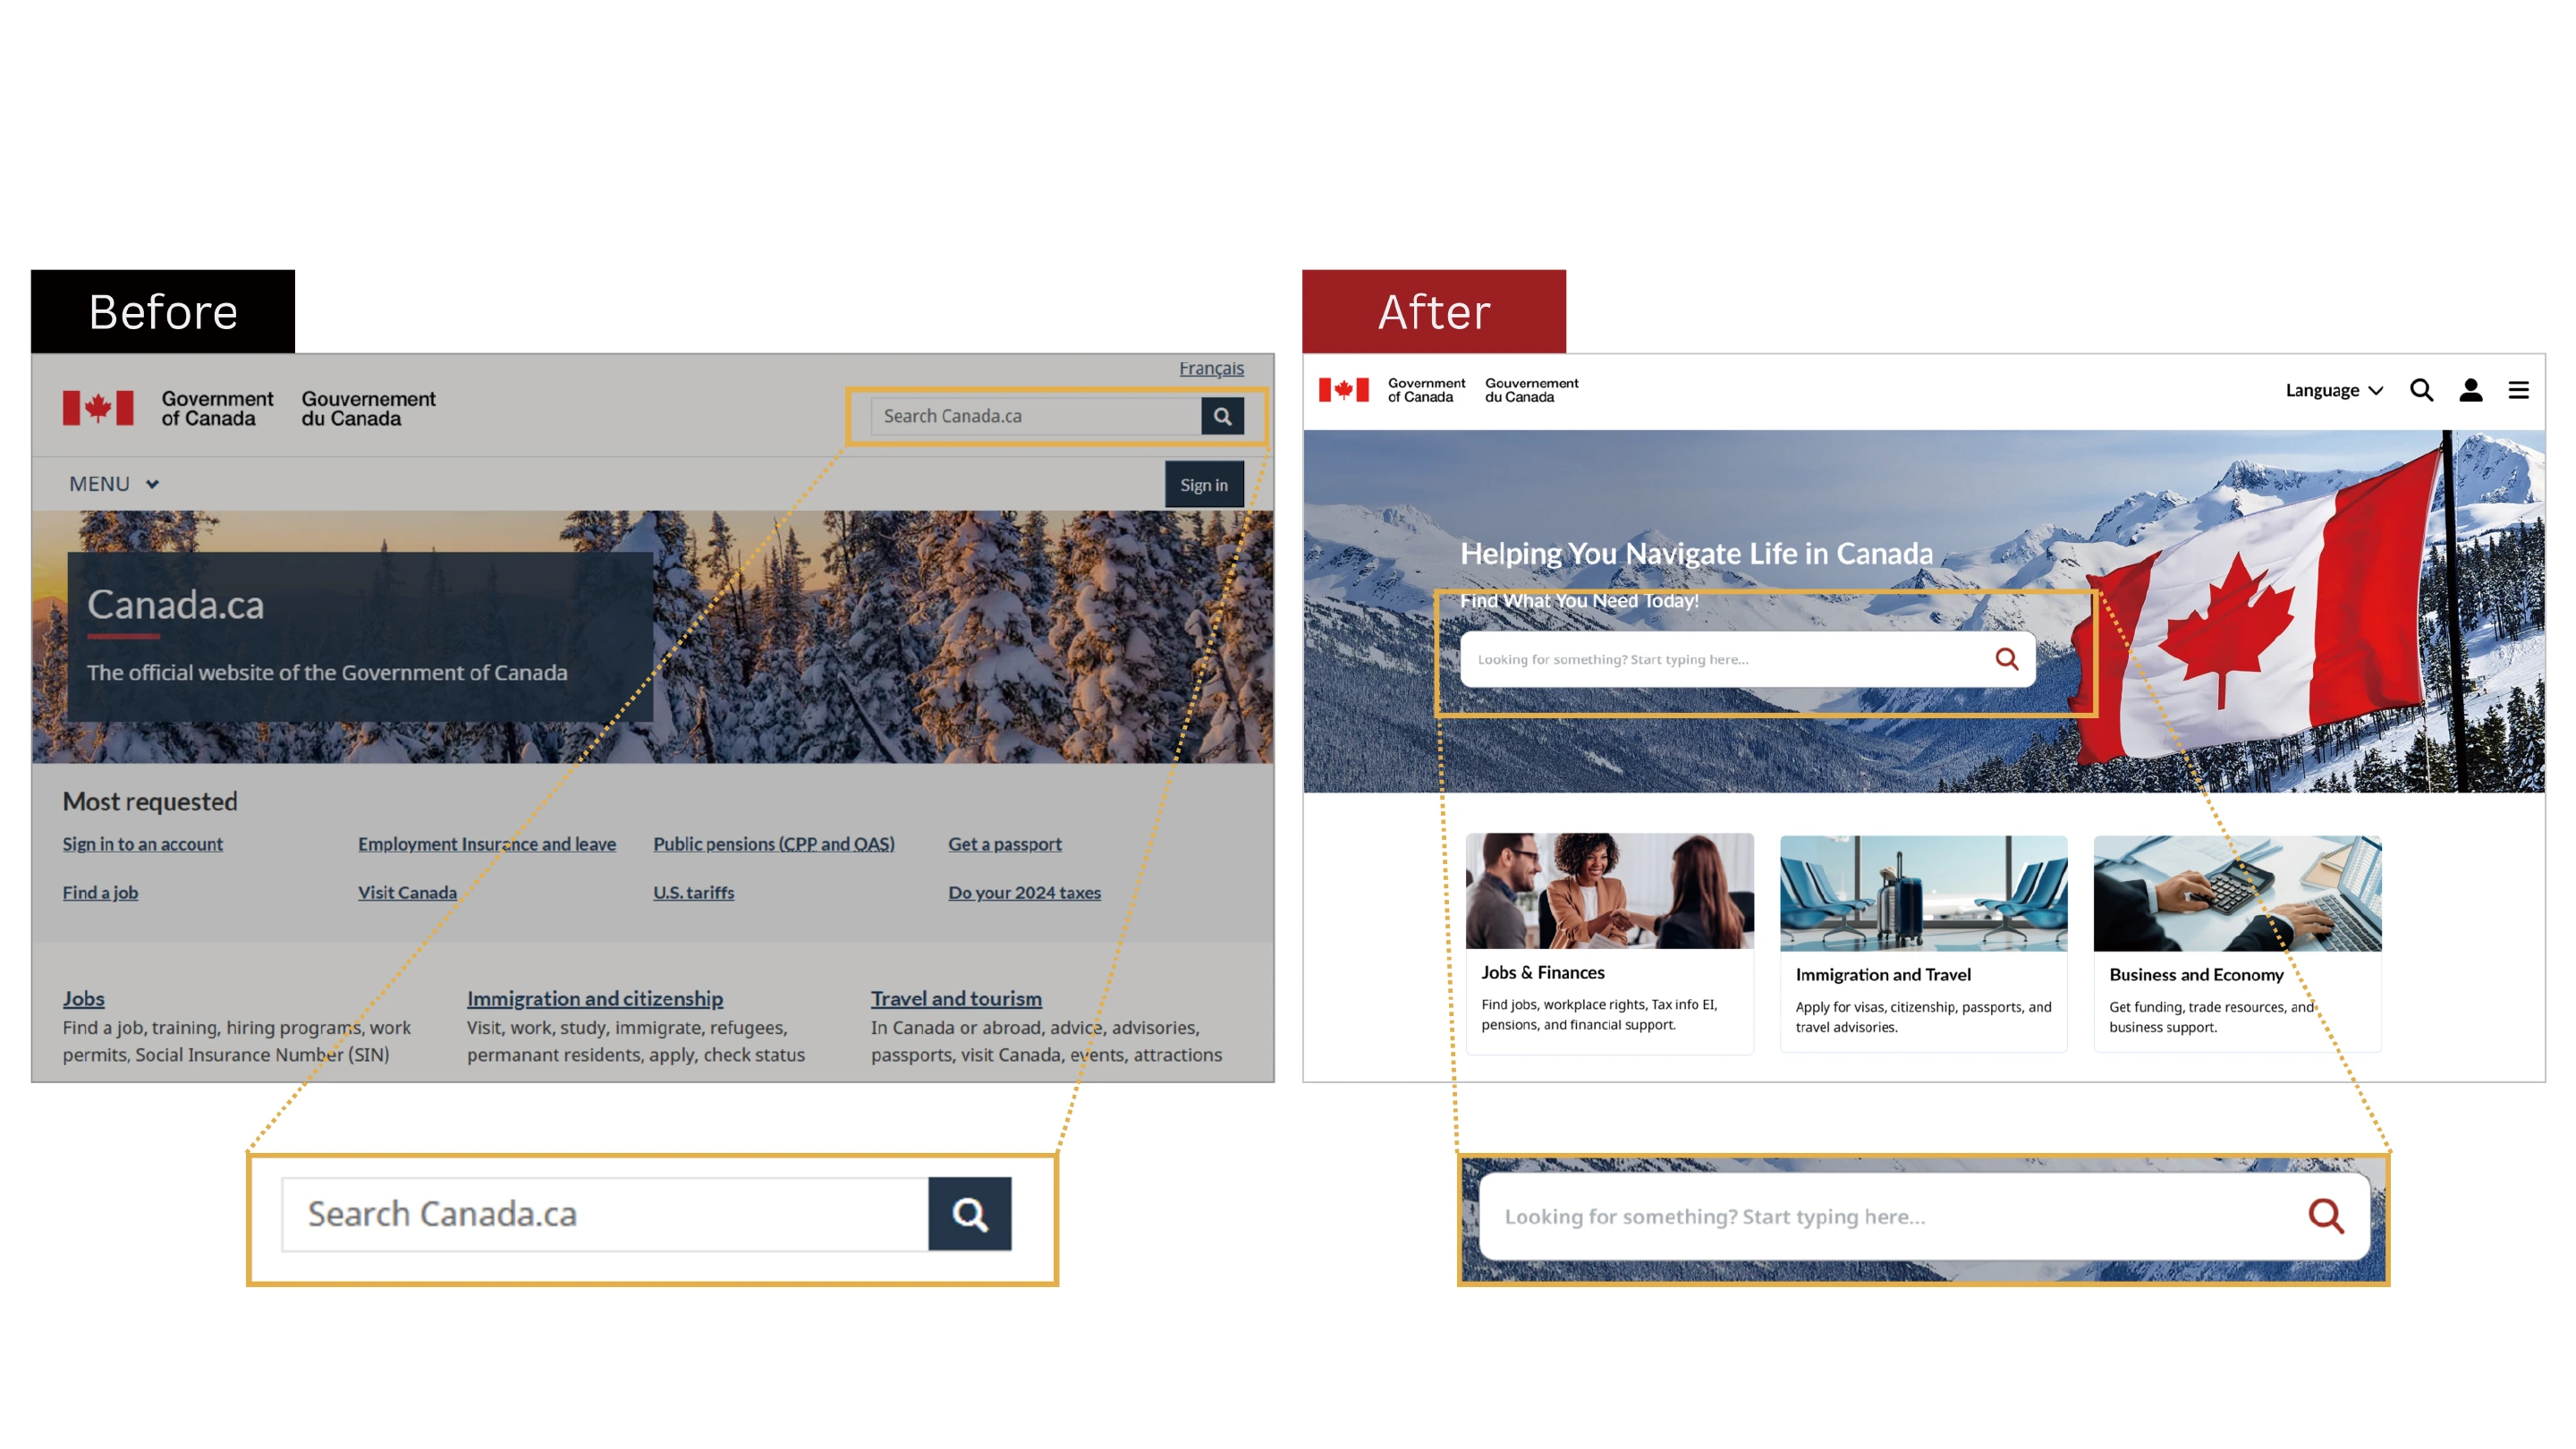 Before
Français
Government
of Canada
Gouvernement
du Canada
Search Canada.ca
MENU
Sign in
Canada.ca
The official website of the Government of Canada
Most requested
Sign in to an account
Employment Insurance and leave
Public pensions (CPP and OAS)
Get a passport
Find a job
Visit Canada
U.S. tariffs
Do your 2024 taxes
Jobs
Find a job, training, hiring programs, work
permits, Social Insurance Number (SIN)
Immigration and citizenship
Visit, work, study, immigrate, refugees,
permanant residents, apply, check status
Travel and tourism
In Canada or abroad, advice, advisories,
passports, visit Canada, events, attractions
Search Canada.ca
After
Government
of Canada
Gouvernement
du Canada
Language
Helping You Navigate Life in Canada
Find What You Need Today!
Looking for something? Start typing here...
Jobs & Finances
Find jobs, workplace rights, Tax info EI,
pensions, and financial support.
Immigration and Travel
Apply for visas, citizenship, passports, and
travel advisories.
Business and Economy
Get funding, trade resources, and
business support.
Looking for something? Start typing here...